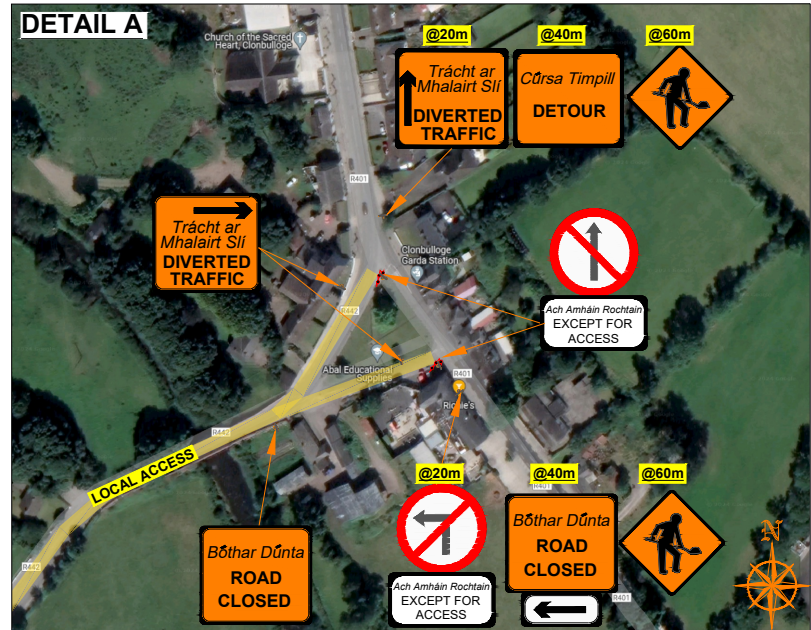 DETAIL A
@20m
@40m
@60m
Church of the Sacred
Heart, Clonbulloge
Trácht ar
Mhalairt Slí
DIVERTED
TRAFFIC
Cúrsa Timpill
DETOUR
R401
Trácht ar
Mhalairt Slí
DIVERTED
TRAFFIC
Clonbulloge
Garda Station
R442
Ach Amháin Rochtain
EXCEPT FOR
ACCESS
Abal Educational
Supplies
R401
Richie's
R442
LOCAL ACCESS
@20m
@40m
@60m
R401
Bóthar Dúnta
ROAD
CLOSED
Bóthar Dúnta
ROAD
CLOSED
Ach Amháin Rochtain
EXCEPT FOR
ACCESS
R442
R401
N